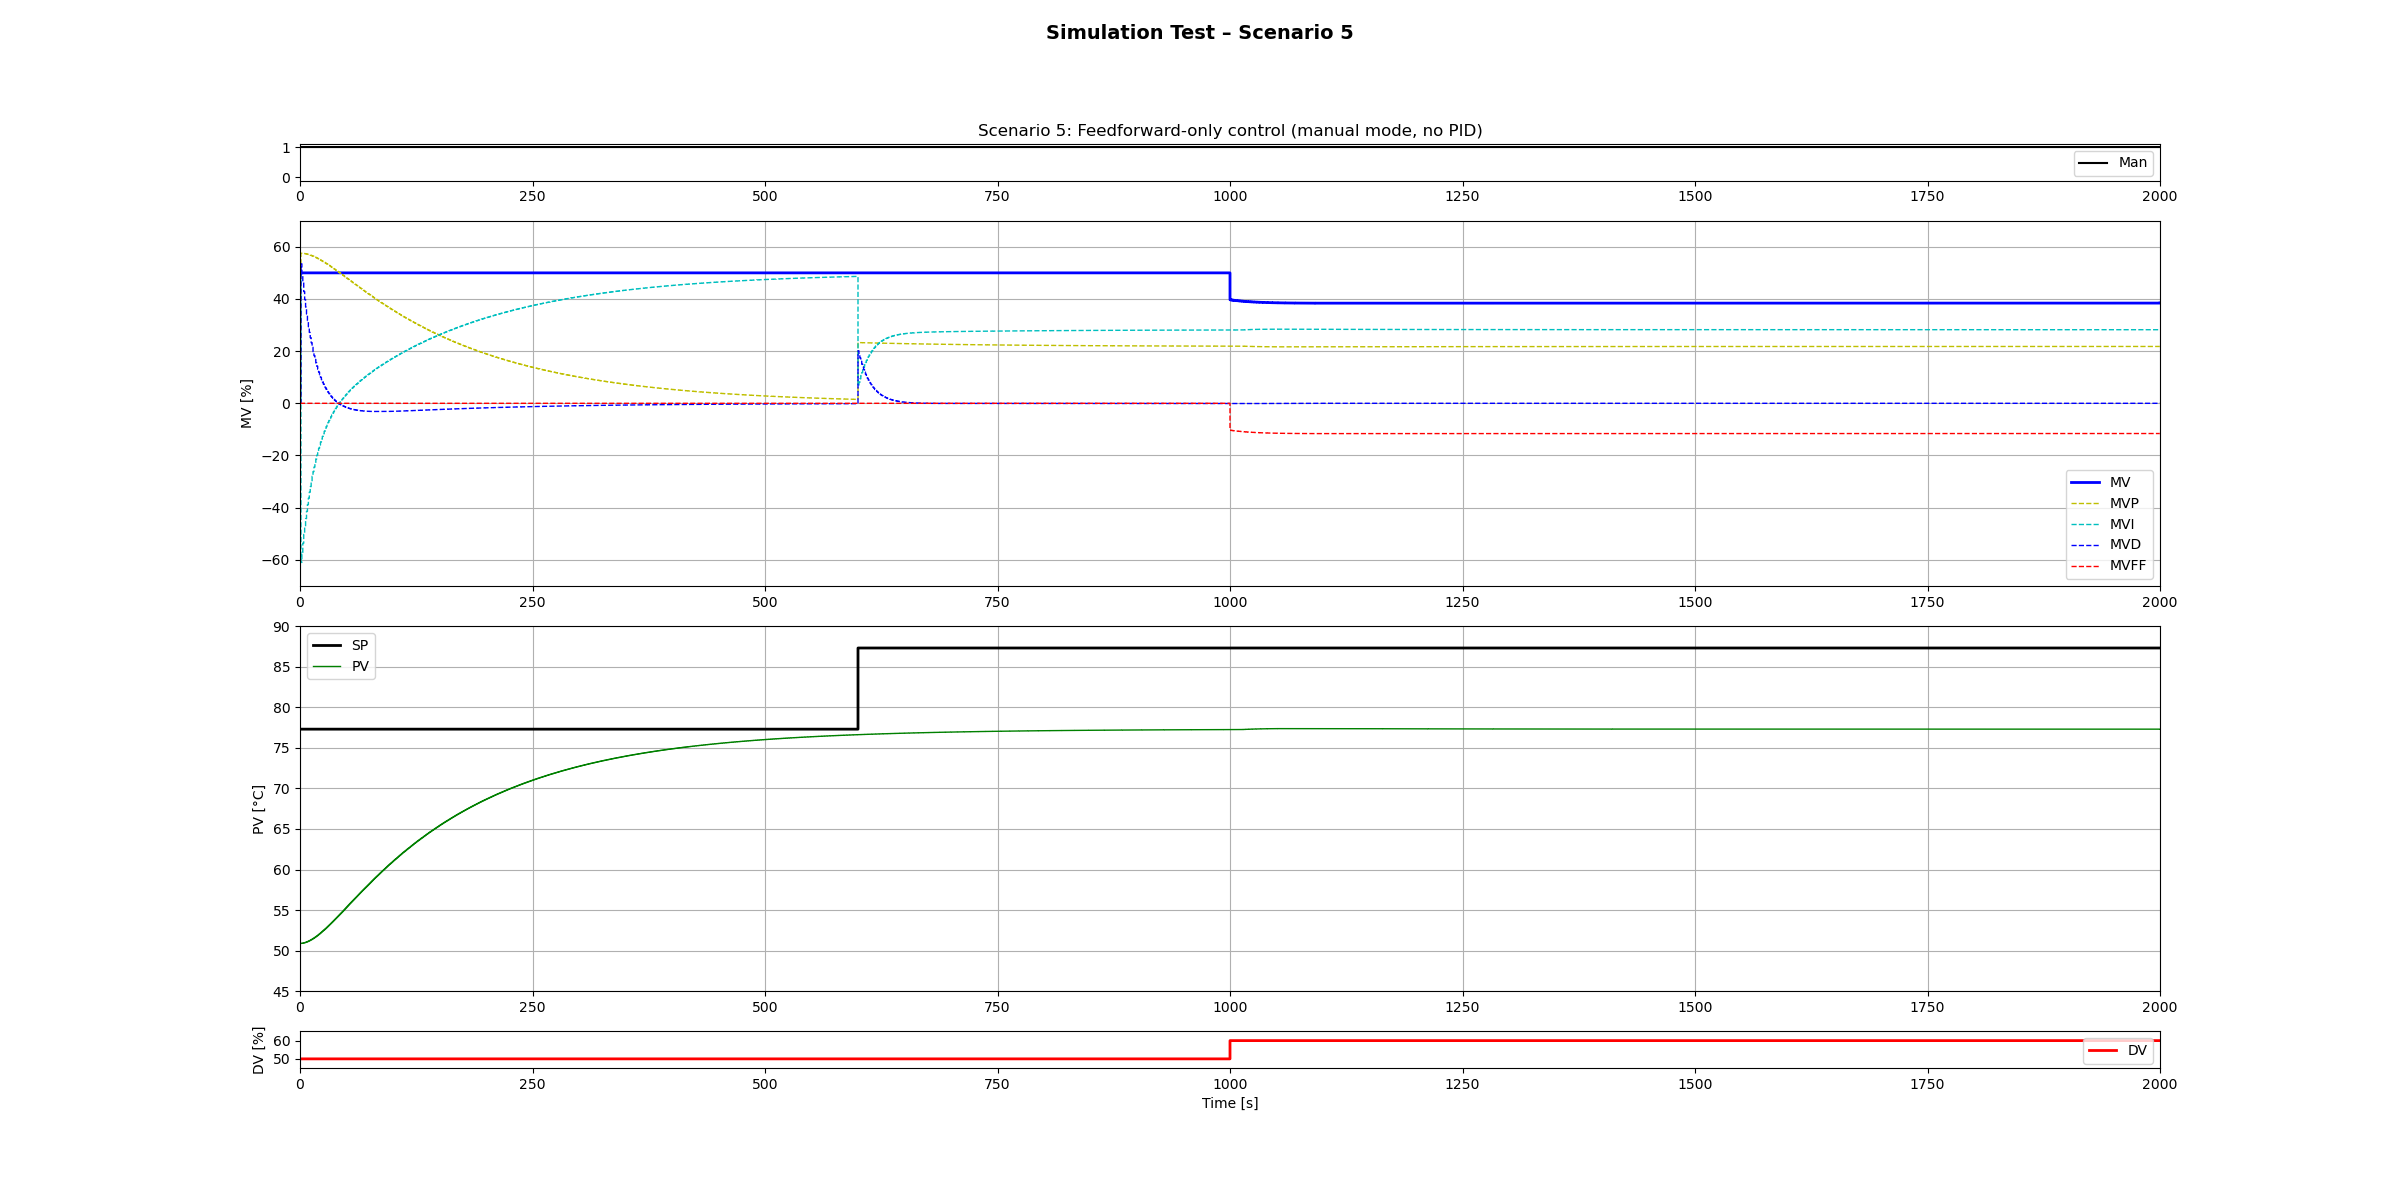 Simulation Test – Scenario 5
Scenario 5: Feedforward-only control (manual mode, no PID)
1
0
Man
0 250 500 750 1000 1250 1500 1750 2000
MV [%]
60
40
20
0
−20
−40
−60
MV
MVP
MVI
MVD
MVFF
0 250 500 750 1000 1250 1500 1750 2000
PV [°C]
90
85
80
75
70
65
60
55
50
45
SP
PV
0 250 500 750 1000 1250 1500 1750 2000
DV [%]
60
50
DV
0 250 500 750 1000 1250 1500 1750 2000
Time [s]